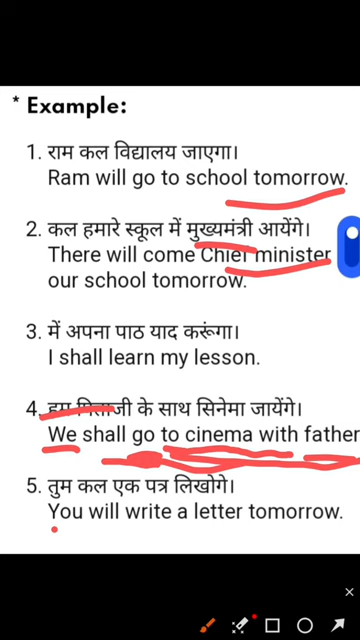 * Example:
1. राम कल विद्यालय जाएगा।
Ram will go to school tomorrow.
2. कल हमारे स्कूल में मुख्यमंत्री आयेंगे।
There will come Chief minister
our school tomorrow.
3. में अपना पाठ याद करूंगा।
I shall learn my lesson.
4. हम पिताजी के साथ सिनेमा जायेंगे।
We shall go to cinema with father
5. तुम कल एक पत्र लिखोगे।
You will write a letter tomorrow.